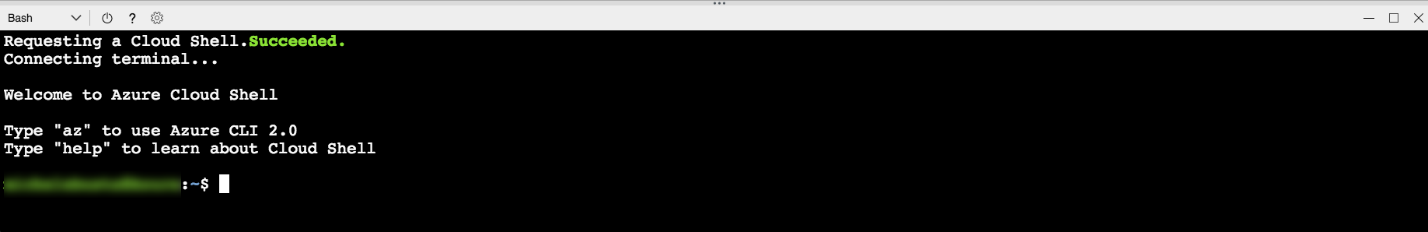 Bash
?
Requesting a Cloud Shell.Succeeded.
Connecting terminal...
Welcome to Azure Cloud Shell
Type "az" to use Azure CLI 2.0
Type "help" to learn about Cloud Shell
:~$